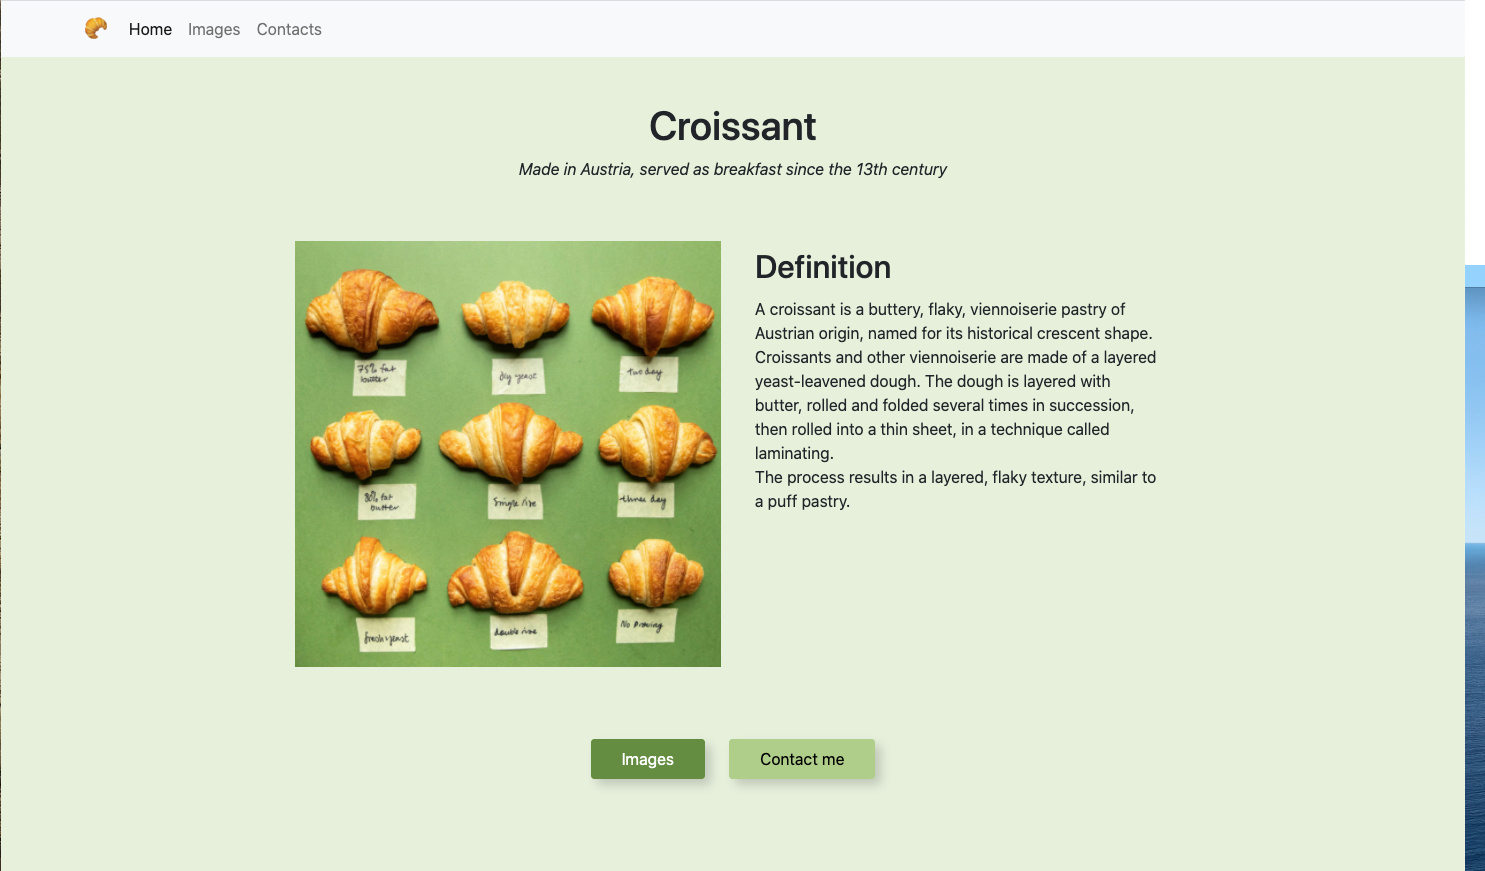 Home Images Contacts
Croissant
Made in Austria, served as breakfast since the 13th century
75% fat
butter
dry yeast
two day
80% fat
butter
Single rise
three day
fresh yeast
double rise
No Proving
Definition
A croissant is a buttery, flaky, viennoiserie pastry of
Austrian origin, named for its historical crescent shape.
Croissants and other viennoiserie are made of a layered
yeast-leavened dough. The dough is layered with
butter, rolled and folded several times in succession,
then rolled into a thin sheet, in a technique called
laminating.
The process results in a layered, flaky texture, similar to
a puff pastry.
Images
Contact me